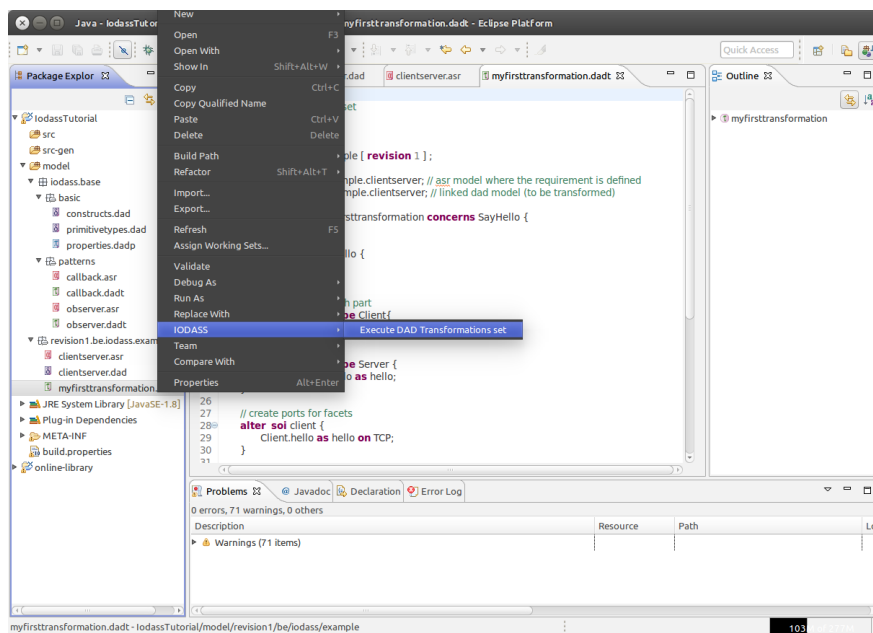 Java - IodassTutor
myfirsttransformation.dadt - Eclipse Platform
Quick Access
Package Explor
IodassTutorial
src
src-gen
model
iodass.base
basic
constructs.dad
primitivetypes.dad
properties.dadp
patterns
callback.asr
callback.dadt
observer.asr
observer.dadt
revision1.be.iodass.exam
clientserver.asr
clientserver.dad
myfirsttransformation.
JRE System Library [JavaSE-1.8]
Plug-in Dependencies
META-INF
build.properties
online-library
New
Open F3
Open With
Show In Shift+Alt+W
Copy Ctrl+C
Copy Qualified Name
Paste Ctrl+V
Delete Delete
Build Path
Refactor Shift+Alt+T
Import...
Export...
Refresh F5
Assign Working Sets...
Validate
Debug As
Run As
Replace With
IODASS
Team
Compare With
Properties Alt+Enter
Execute DAD Transformations set
r.dad
clientserver.asr
myfirsttransformation.dadt
set
ple [ revision 1 ] ;
mple.clientserver; // asr model where the requirement is defined
mple.clientserver; // linked dad model (to be transformed)
sttransformation concerns SayHello {
llo {
h part
pe Client{
pe Server {
lo as hello;
26
27 // create ports for facets
28 alter soi client {
29 Client.hello as hello on TCP;
30 }
31
Outline
myfirsttransformation
Problems
Javadoc
Declaration
Error Log
0 errors, 71 warnings, 0 others
Description Resource Path Lo
Warnings (71 items)
myfirsttransformation.dadt - IodassTutorial/model/revision1/be/iodass/example